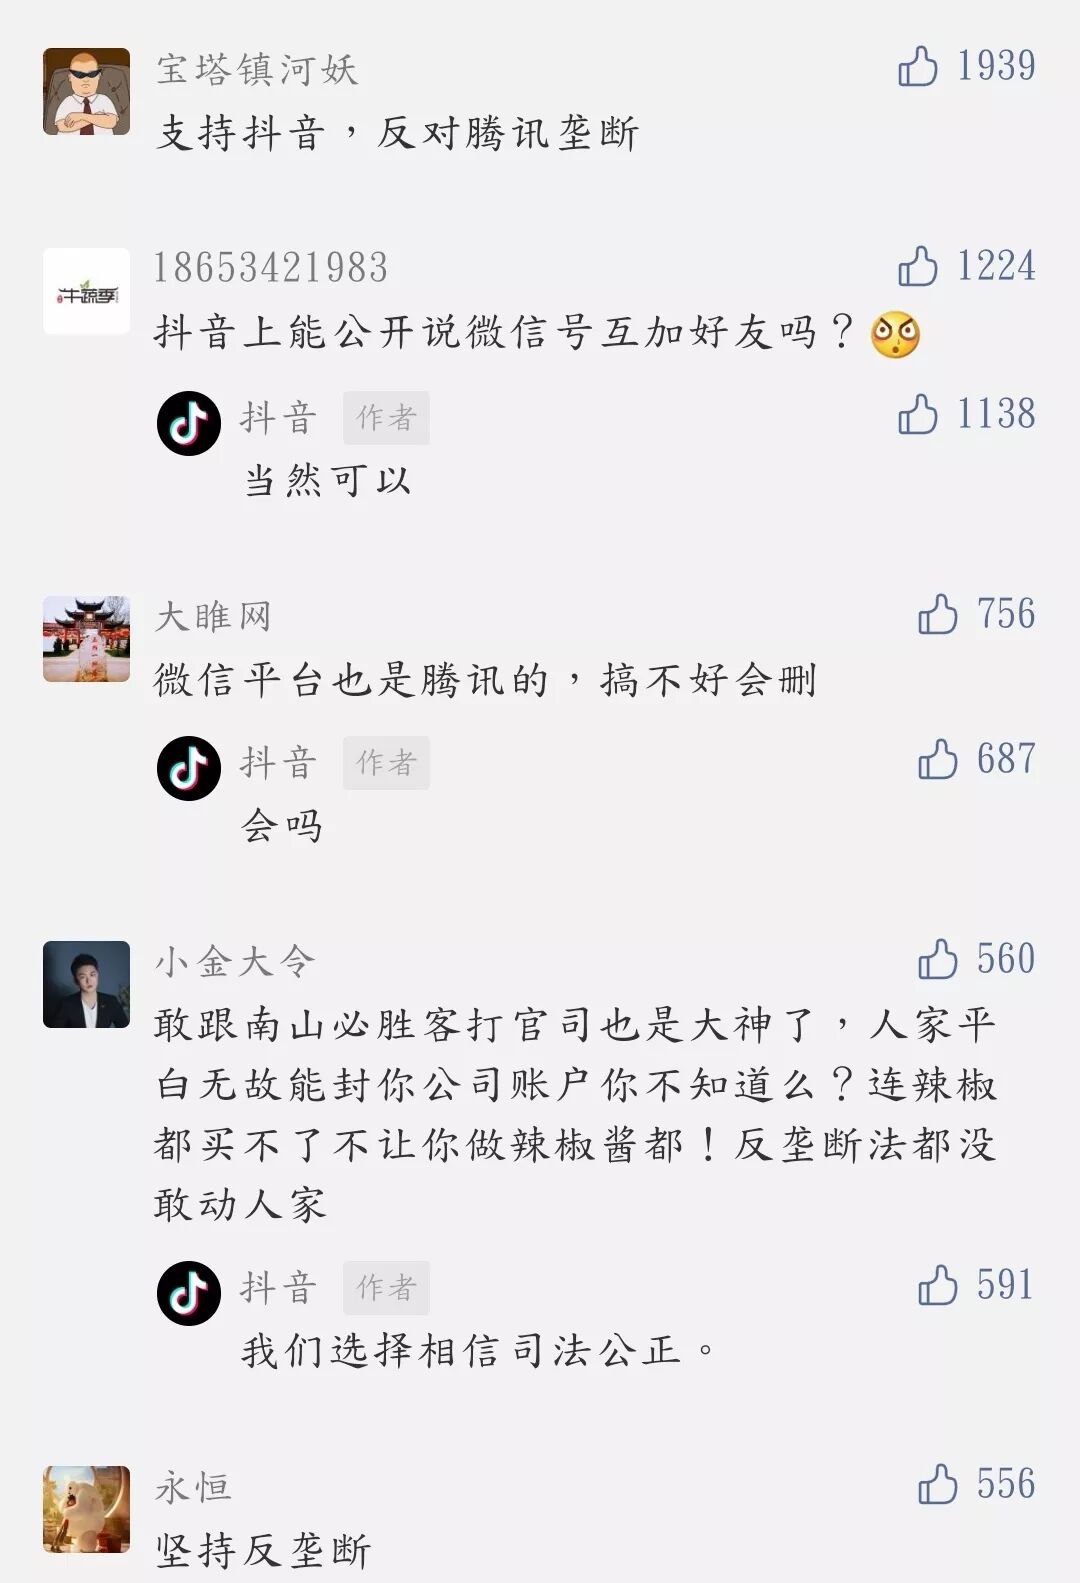 宝塔镇河妖
1939
支持抖音，反对腾讯垄断
牛蔬季
18653421983
1224
抖音上能公开说微信号互加好友吗？
抖音 作者
1138
当然可以
大睢网
756
微信平台也是腾讯的，搞不好会删
抖音 作者
687
会吗
小金大令
560
敢跟南山必胜客打官司也是大神了，人家平
白无故能封你公司账户你不知道么？连辣椒
都买不了不让你做辣椒酱都！反垄断法都没
敢动人家
抖音 作者
591
我们选择相信司法公正。
永恒
556
坚持反垄断